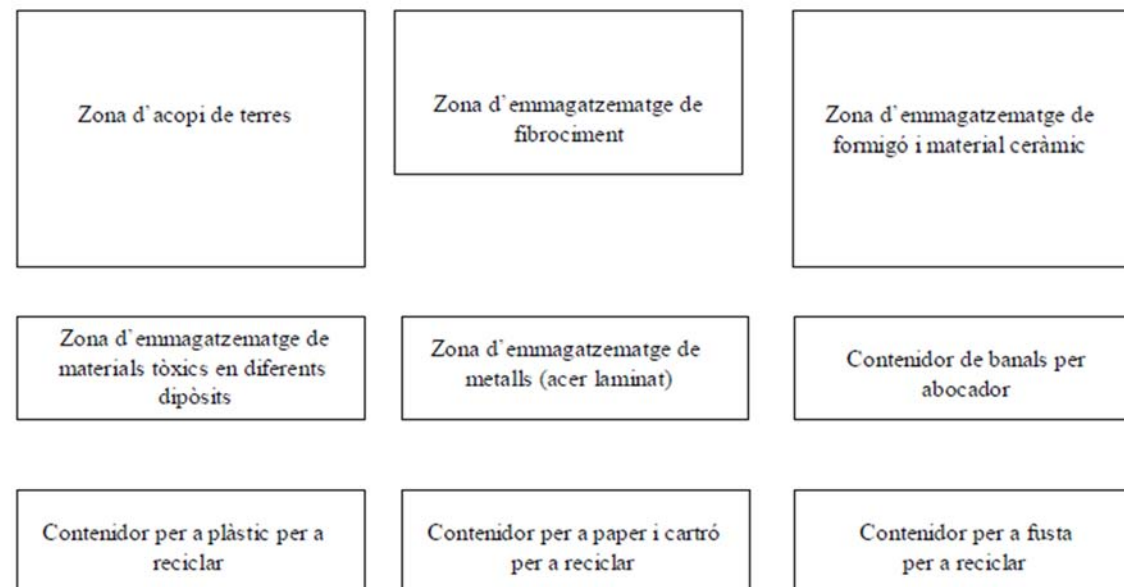 Zona d`acopi de terres
Zona d`emmagatzematge de
fibrociment
Zona d`emmagatzematge de
formigó i material ceràmic
Zona d`emmagatzematge de
materials tòxics en diferents
dipòsits
Zona d`emmagatzematge de
metalls (acer laminat)
Contenidor de banals per
abocador
Contenidor per a plàstic per a
reciclar
Contenidor per a paper i cartró
per a reciclar
Contenidor per a fusta
per a reciclar